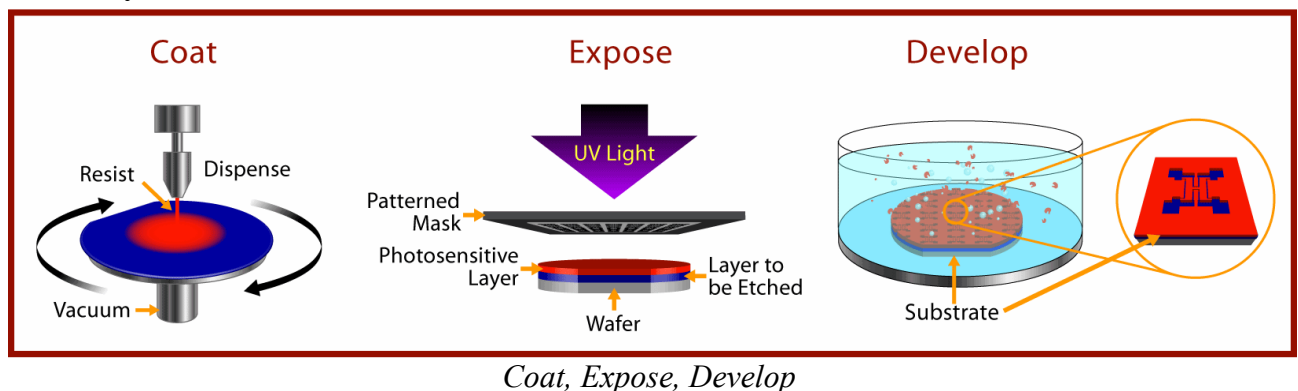 Coat
Expose
Develop
Resist
Dispense
Vacuum
UV Light
Patterned
Mask
Photosensitive
Layer
Layer to
be Etched
Wafer
Substrate
Coat, Expose, Develop